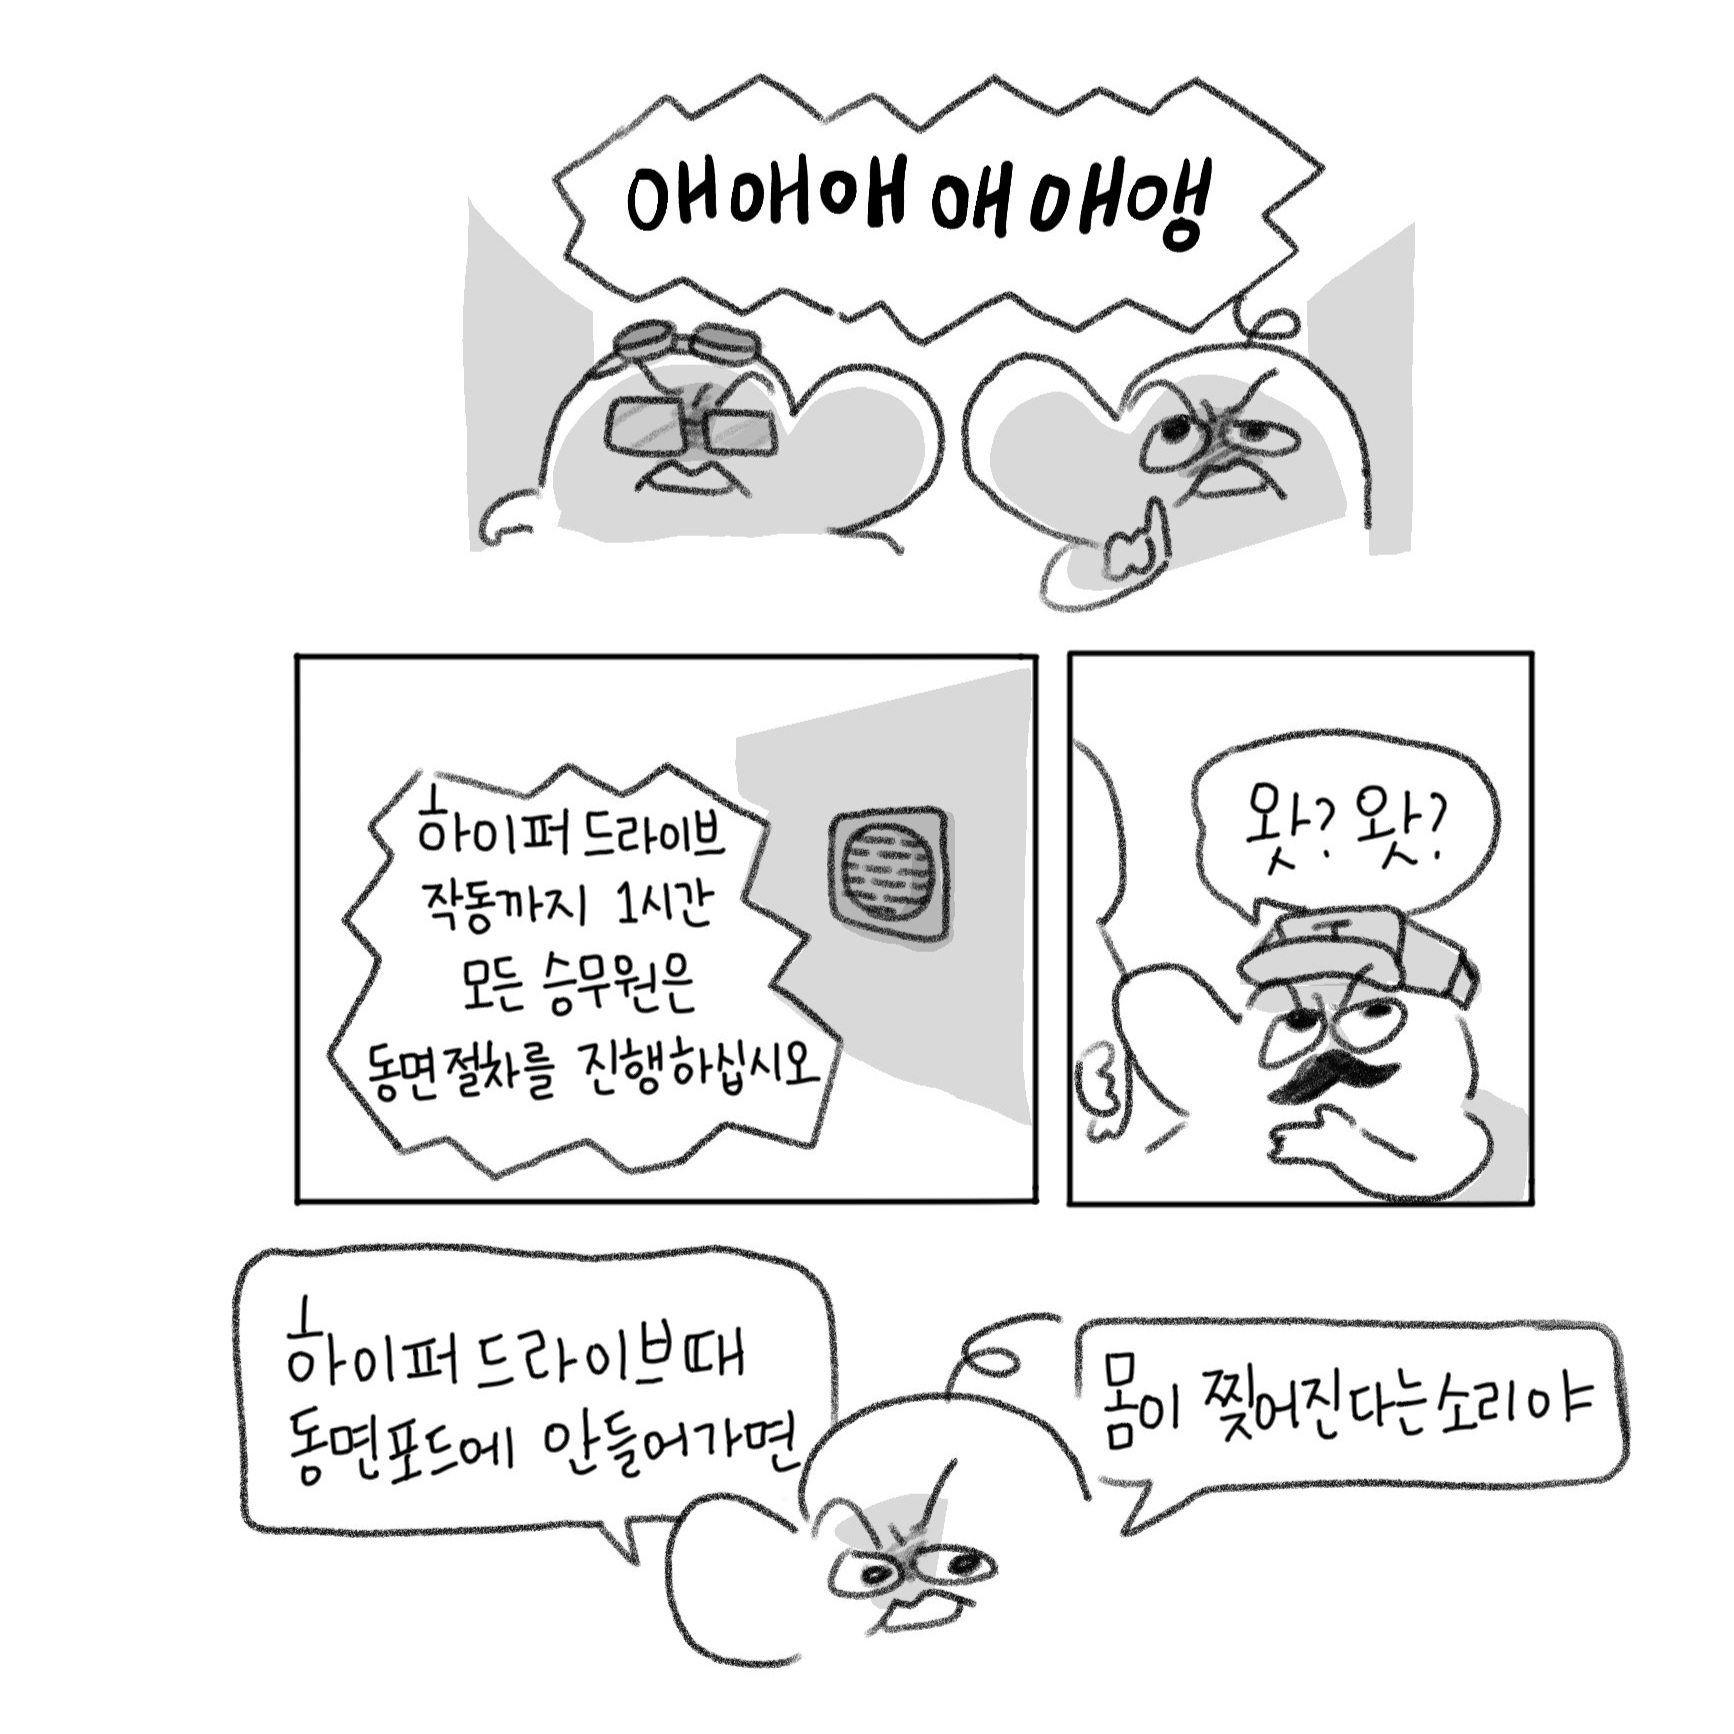 애애애애애앵
하이퍼드라이브
작동까지 1시간
모든 승무원은
동면절차를 진행하십시오
왓? 왓?
하이퍼드라이브때
동면포드에 안들어가면
몸이 찢어진다는소리야